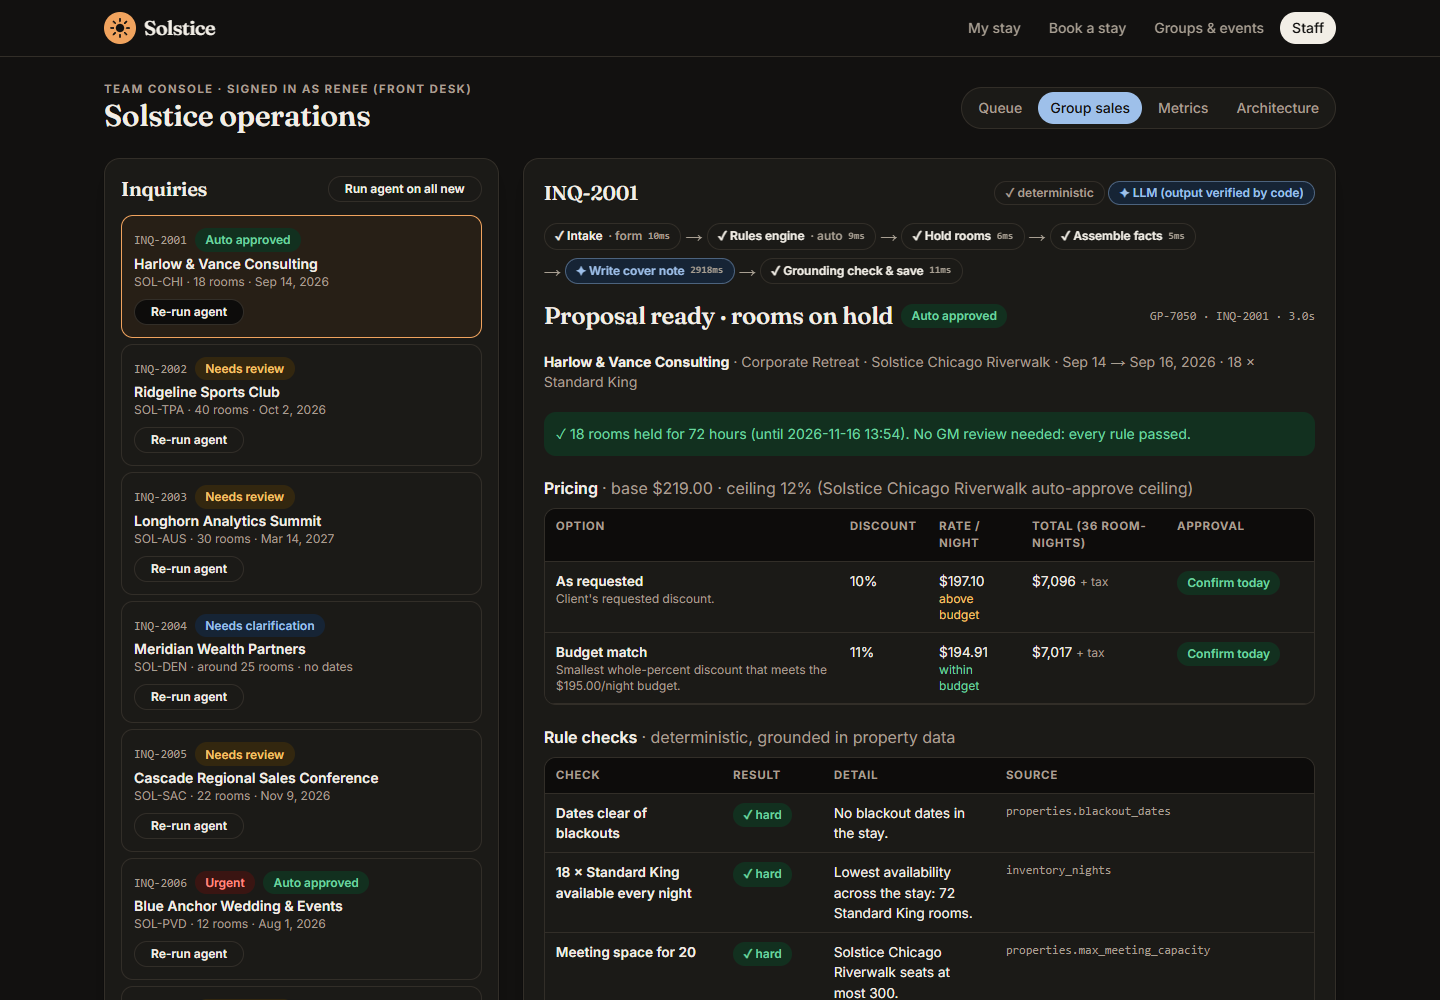 Solstice
My stay
Book a stay
Groups & events
Staff
TEAM CONSOLE · SIGNED IN AS RENEE (FRONT DESK)
Solstice operations
Queue
Group sales
Metrics
Architecture
Inquiries
Run agent on all new
INQ-2001 Auto approved
Harlow & Vance Consulting
SOL-CHI · 18 rooms · Sep 14, 2026
Re-run agent
INQ-2002 Needs review
Ridgeline Sports Club
SOL-TPA · 40 rooms · Oct 2, 2026
Re-run agent
INQ-2003 Needs review
Longhorn Analytics Summit
SOL-AUS · 30 rooms · Mar 14, 2027
Re-run agent
INQ-2004 Needs clarification
Meridian Wealth Partners
SOL-DEN · around 25 rooms · no dates
Re-run agent
INQ-2005 Needs review
Cascade Regional Sales Conference
SOL-SAC · 22 rooms · Nov 9, 2026
Re-run agent
INQ-2006 Urgent Auto approved
Blue Anchor Wedding & Events
SOL-PVD · 12 rooms · Aug 1, 2026
Re-run agent
INQ-2001
✓ deterministic
✦ LLM (output verified by code)
✓ Intake · form 10ms → ✓ Rules engine · auto 9ms → ✓ Hold rooms 6ms → ✓ Assemble facts 5ms
→ ✦ Write cover note 2918ms → ✓ Grounding check & save 11ms
Proposal ready · rooms on hold Auto approved
GP-7050 · INQ-2001 · 3.0s
Harlow & Vance Consulting · Corporate Retreat · Solstice Chicago Riverwalk · Sep 14 → Sep 16, 2026 · 18 ×
Standard King
✓ 18 rooms held for 72 hours (until 2026-11-16 13:54). No GM review needed: every rule passed.
Pricing · base $219.00 · ceiling 12% (Solstice Chicago Riverwalk auto-approve ceiling)
OPTION
DISCOUNT
RATE /
NIGHT
TOTAL (36 ROOM-
NIGHTS)
APPROVAL
As requested
Client's requested discount.
10%
$197.10
above
budget
$7,096 + tax
Confirm today
Budget match
Smallest whole-percent discount that meets the
$195.00/night budget.
11%
$194.91
within
budget
$7,017 + tax
Confirm today
Rule checks · deterministic, grounded in property data
CHECK
RESULT
DETAIL
SOURCE
Dates clear of
blackouts
✓ hard
No blackout dates in
the stay.
properties.blackout_dates
18 × Standard King
available every night
✓ hard
Lowest availability
across the stay: 72
Standard King rooms.
inventory_nights
Meeting space for 20
✓ hard
Solstice Chicago
Riverwalk seats at
most 300.
properties.max_meeting_capacity